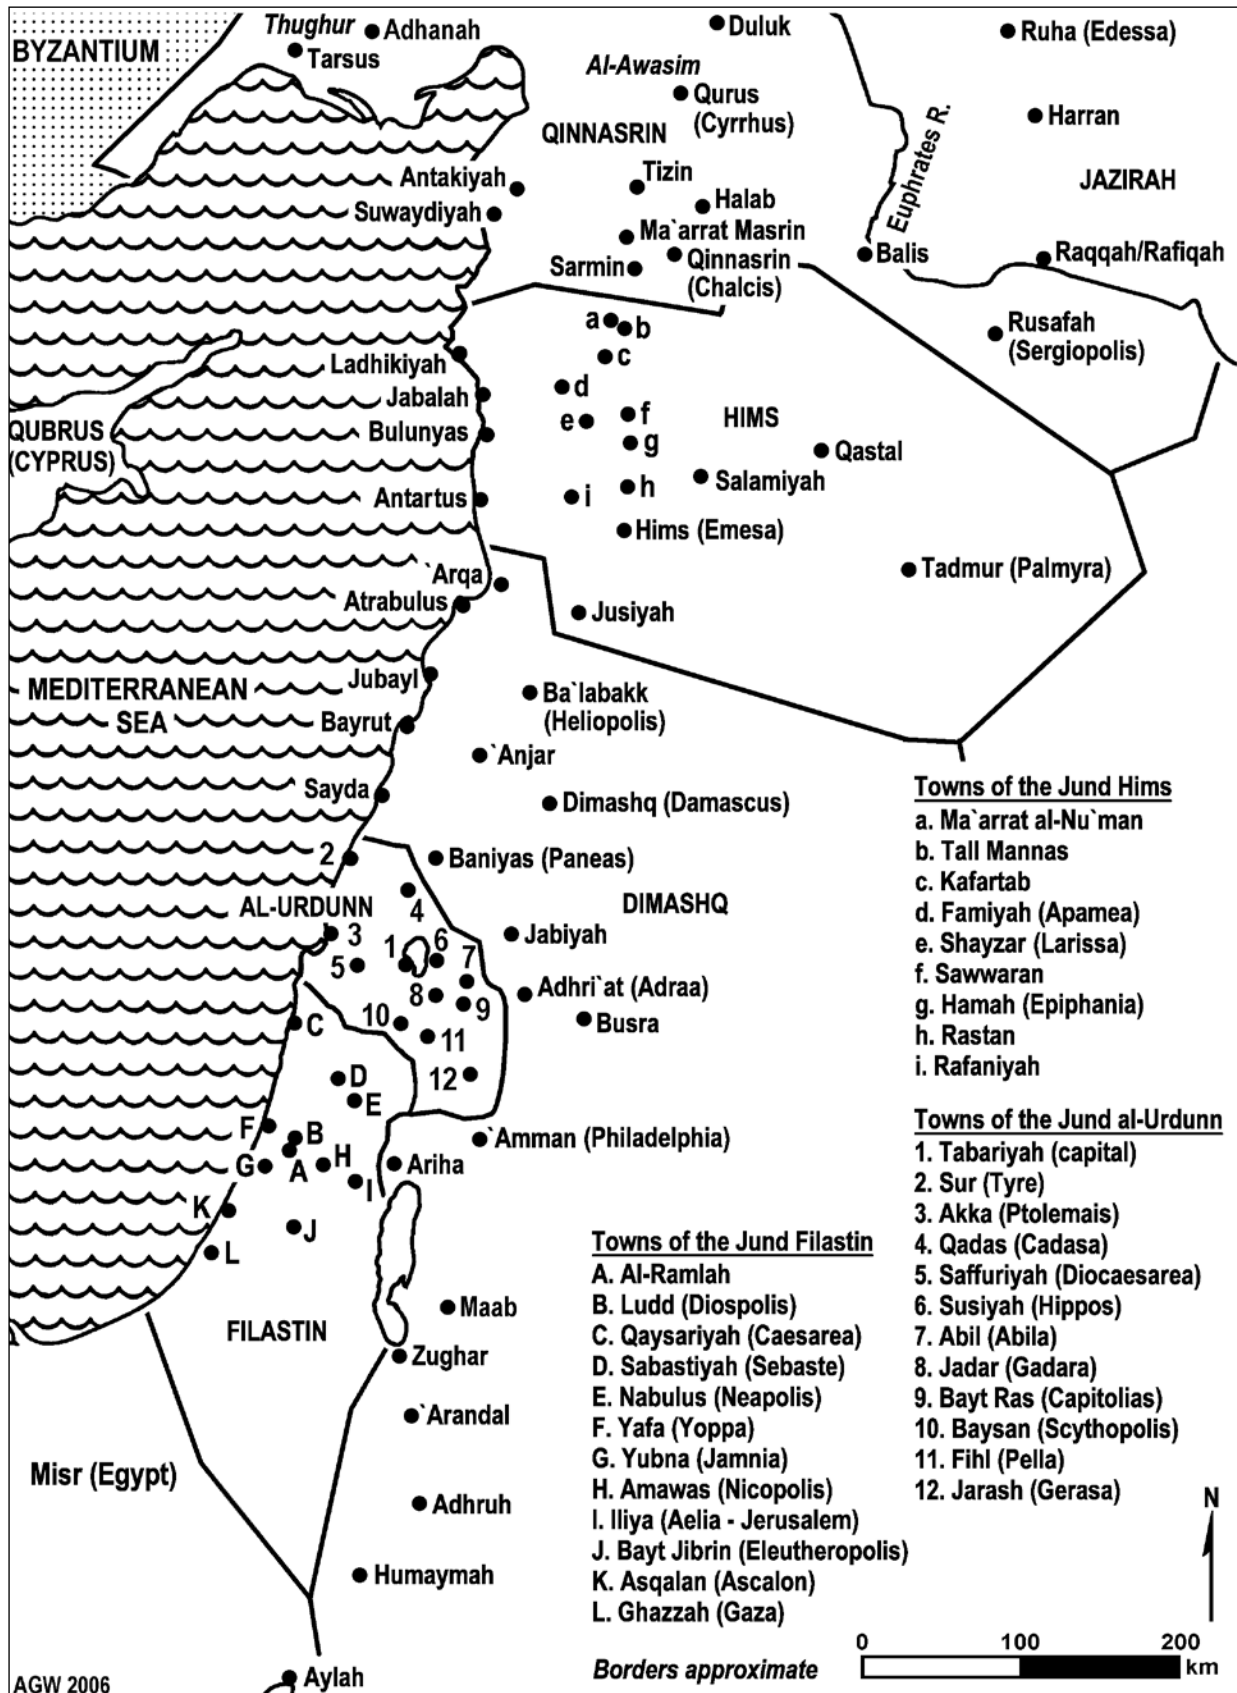 BYZANTIUM
Thughur
Adhanah
Tarsus
Duluk
Ruha (Edessa)
Al-Awasim
Qurus
(Cyrrhus)
Harran
QINNASRIN
Euphrates R.
JAZIRAH
Tizin
Antakiyah
Halab
Suwaydiyah
Ma`arrat Masrin
Balis
Raqqah/Rafiqah
Sarmin
Qinnasrin
(Chalcis)
a
b
Rusafah
(Sergiopolis)
c
Ladhikiyah
d
Jabalah
QUBRUS
(CYPRUS)
Bulunyas
e
f
HIMS
g
Qastal
Salamiyah
h
i
Antartus
Hims (Emesa)
`Arqa
Tadmur (Palmyra)
Atrabulus
Jusiyah
Jubayl
MEDITERRANEAN
SEA
Ba`labakk
(Heliopolis)
Bayrut
`Anjar
Sayda
Dimashq (Damascus)
2
Baniyas (Paneas)
AL-URDUNN
4
DIMASHQ
3
Jabiyah
1
6
5
7
8
Adhri`at (Adraa)
9
Busra
C
10
11
D
12
E
F
B
`Amman (Philadelphia)
G
A
H
Ariha
I
K
J
L
Maab
FILASTIN
Zughar
`Arandal
Misr (Egypt)
Adhruh
Humaymah
Aylah
AGW 2006
Towns of the Jund Hims
a. Ma`arrat al-Nu`man
b. Tall Mannas
c. Kafartab
d. Famiyah (Apamea)
e. Shayzar (Larissa)
f. Sawwaran
g. Hamah (Epiphania)
h. Rastan
i. Rafaniyah
Towns of the Jund al-Urdunn
1. Tabariyah (capital)
2. Sur (Tyre)
3. Akka (Ptolemais)
4. Qadas (Cadasa)
5. Saffuriyah (Diocaesarea)
6. Susiyah (Hippos)
7. Abil (Abila)
8. Jadar (Gadara)
9. Bayt Ras (Capitolias)
10. Baysan (Scythopolis)
11. Fihl (Pella)
12. Jarash (Gerasa)
Towns of the Jund Filastin
A. Al-Ramlah
B. Ludd (Diospolis)
C. Qaysariyah (Caesarea)
D. Sabastiyah (Sebaste)
E. Nabulus (Neapolis)
F. Yafa (Yoppa)
G. Yubna (Jamnia)
H. Amawas (Nicopolis)
I. Iliya (Aelia - Jerusalem)
J. Bayt Jibrin (Eleutheropolis)
K. Asqalan (Ascalon)
L. Ghazzah (Gaza)
N
0 100 200
km
Borders approximate